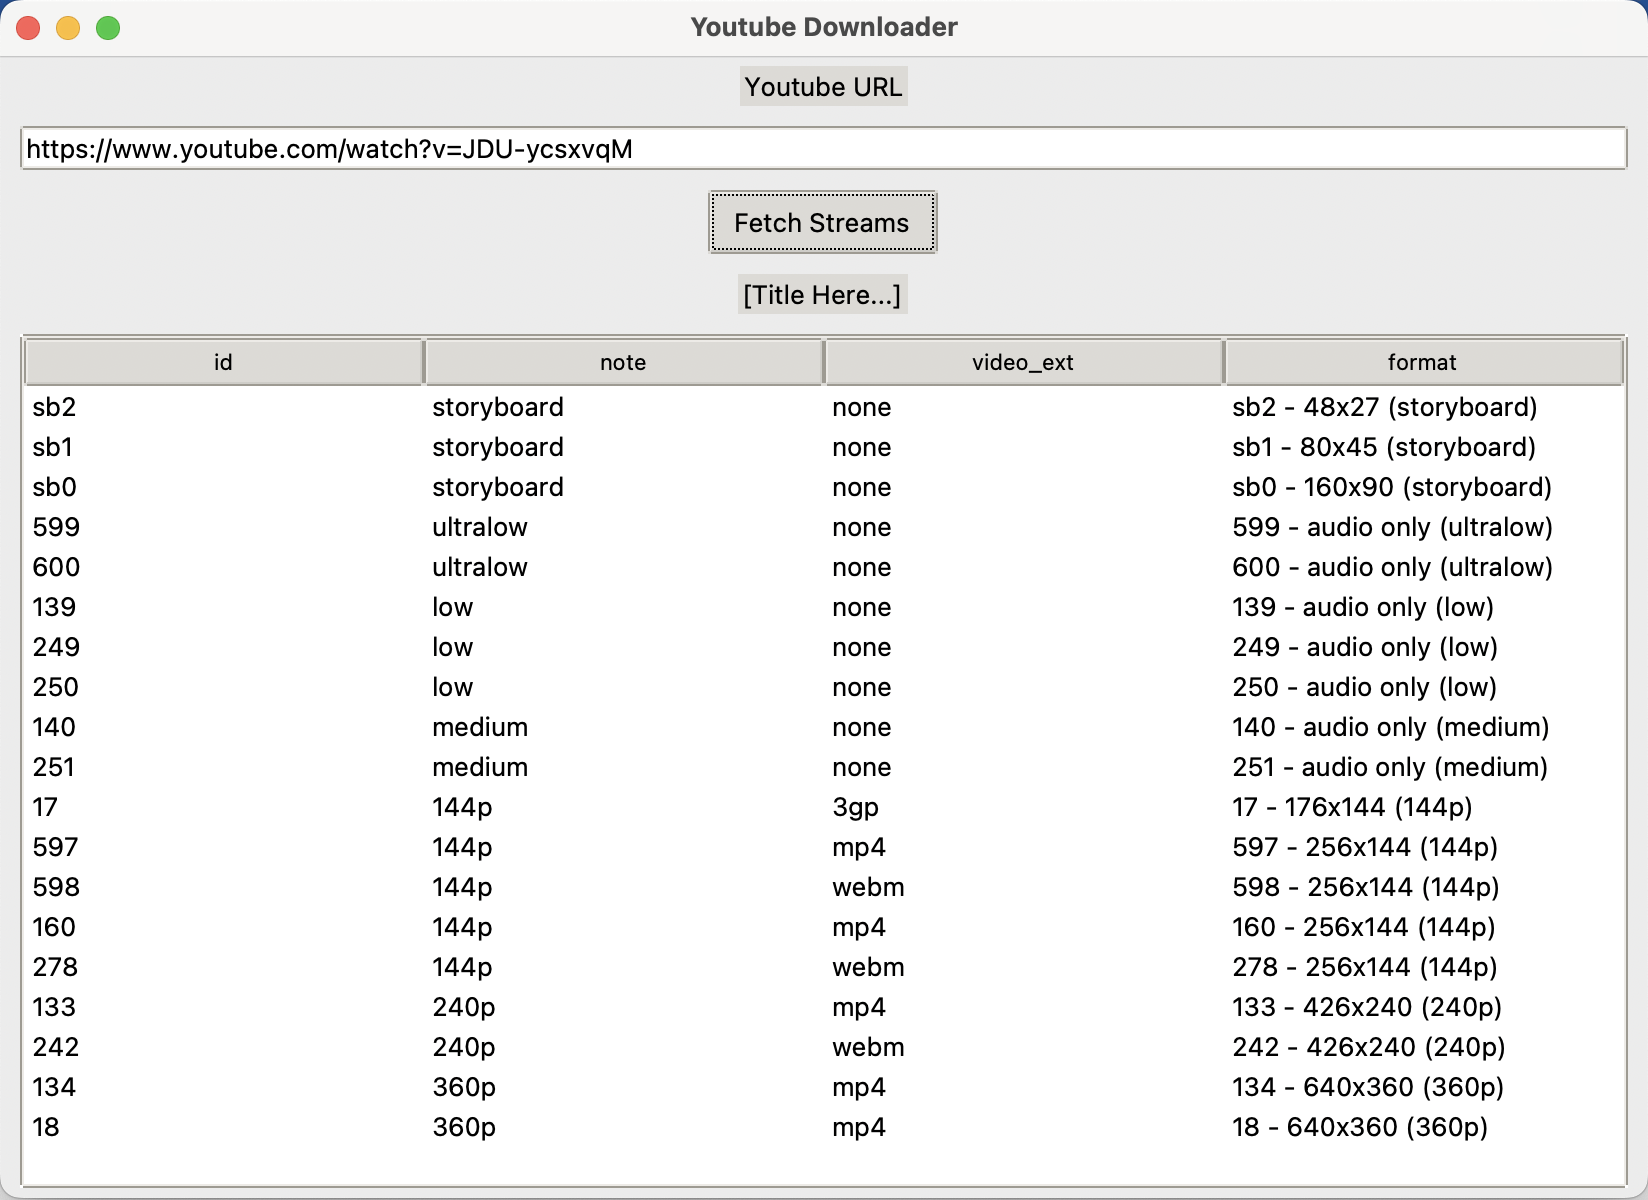 Youtube Downloader
Youtube URL
https://www.youtube.com/watch?v=JDU-ycsxvqM
Fetch Streams
[Title Here...]
id note video_ext format
sb2 storyboard none sb2 - 48x27 (storyboard)
sb1 storyboard none sb1 - 80x45 (storyboard)
sb0 storyboard none sb0 - 160x90 (storyboard)
599 ultralow none 599 - audio only (ultralow)
600 ultralow none 600 - audio only (ultralow)
139 low none 139 - audio only (low)
249 low none 249 - audio only (low)
250 low none 250 - audio only (low)
140 medium none 140 - audio only (medium)
251 medium none 251 - audio only (medium)
17 144p 3gp 17 - 176x144 (144p)
597 144p mp4 597 - 256x144 (144p)
598 144p webm 598 - 256x144 (144p)
160 144p mp4 160 - 256x144 (144p)
278 144p webm 278 - 256x144 (144p)
133 240p mp4 133 - 426x240 (240p)
242 240p webm 242 - 426x240 (240p)
134 360p mp4 134 - 640x360 (360p)
18 360p mp4 18 - 640x360 (360p)